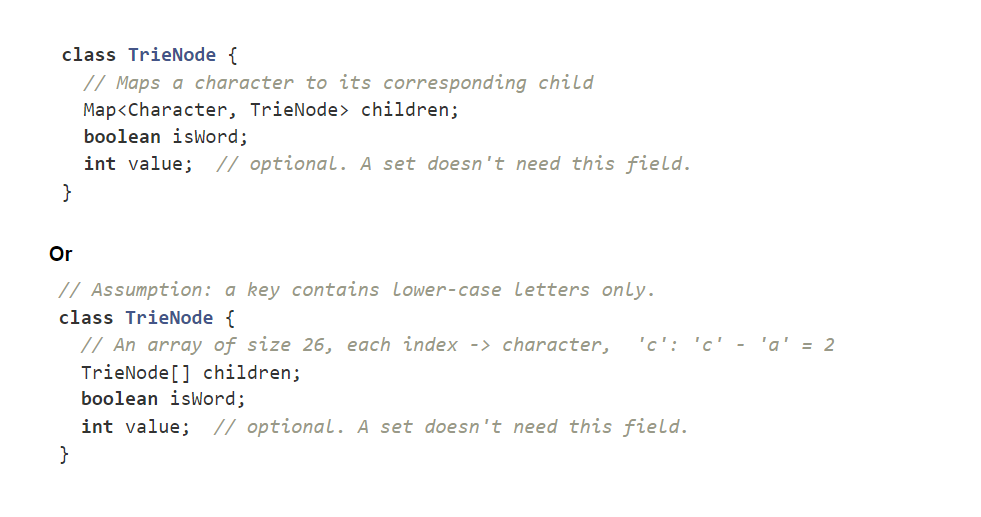 class TrieNode {
// Maps a character to its corresponding child
Map<Character, TrieNode> children;
boolean isWord;
int value;  // optional. A set doesn't need this field.
}
Or
// Assumption: a key contains lower-case letters only.
class TrieNode {
// An array of size 26, each index -> character,  'c': 'c' - 'a' = 2
TrieNode[] children;
boolean isWord;
int value;  // optional. A set doesn't need this field.
}